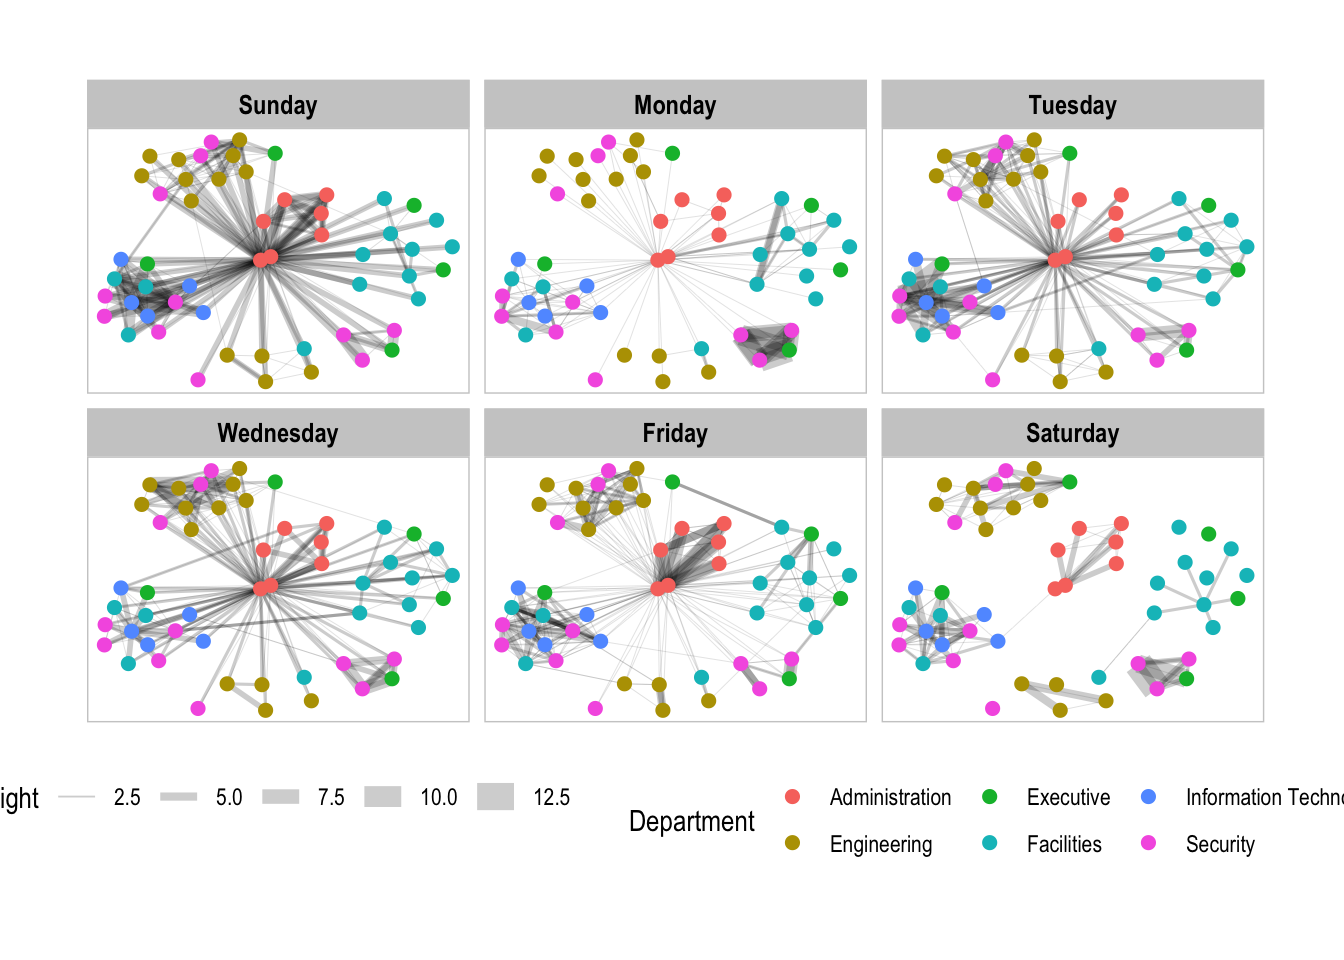 Sunday Monday Tuesday
Wednesday Friday Saturday
ight 2.5 5.0 7.5 10.0 12.5
Department
Administration Executive Information Techno
Engineering Facilities Security